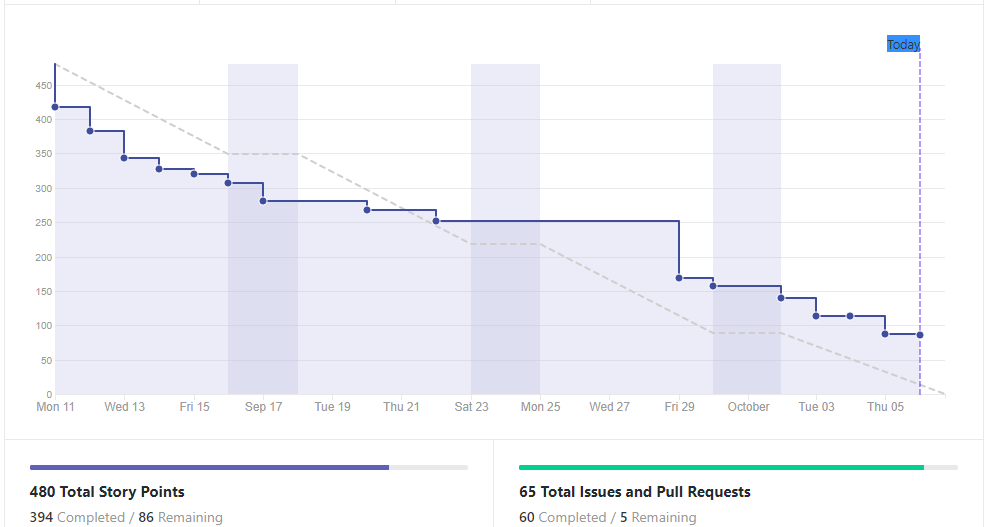 Today
450
400
350
300
250
200
150
100
50
0
Mon 11 Wed 13 Fri 15 Sep 17 Tue 19 Thu 21 Sat 23 Mon 25 Wed 27 Fri 29 October Tue 03 Thu 05
480 Total Story Points
394 Completed / 86 Remaining
65 Total Issues and Pull Requests
60 Completed / 5 Remaining